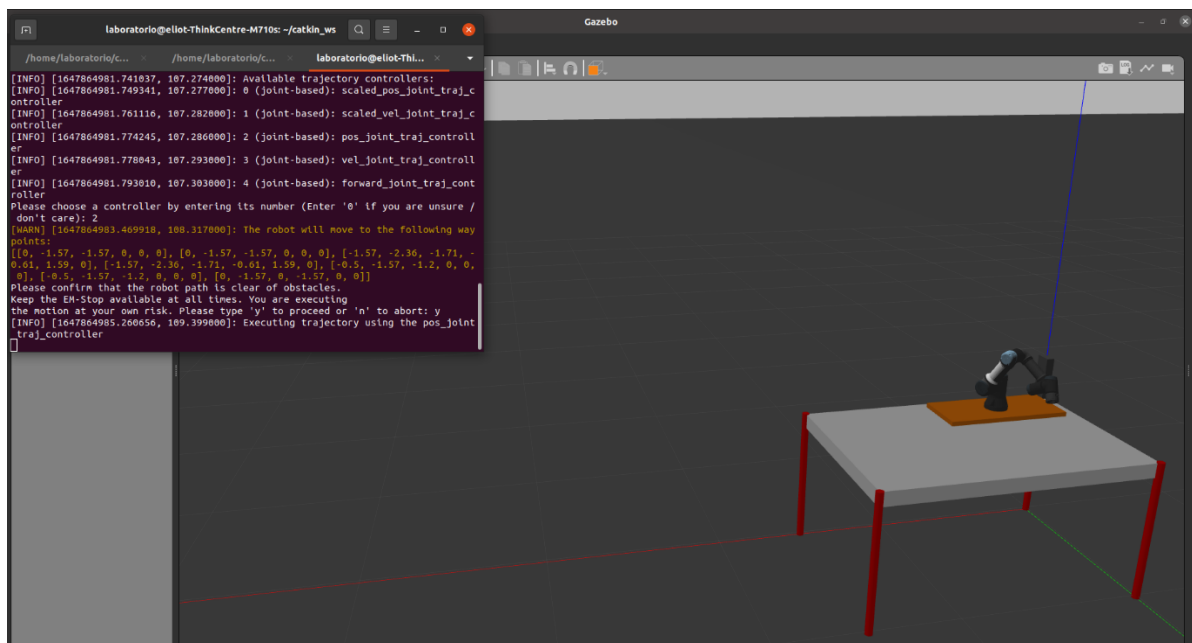 Gazebo
laboratorio@eliot-ThinkCentre-M710s: ~/catkin_ws
/home/laboratorio/c...
/home/laboratorio/c...
laboratorio@eliot-Thi...
[INFO] [1647864981.741037, 107.274000]: Available trajectory controllers:
[INFO] [1647864981.749341, 107.277000]: 0 (joint-based): scaled_pos_joint_traj_c
ontroller
[INFO] [1647864981.761116, 107.282000]: 1 (joint-based): scaled_vel_joint_traj_c
ontroller
[INFO] [1647864981.774245, 107.286000]: 2 (joint-based): pos_joint_traj_controll
er
[INFO] [1647864981.778043, 107.293000]: 3 (joint-based): vel_joint_traj_controll
er
[INFO] [1647864981.793010, 107.303000]: 4 (joint-based): forward_joint_traj_cont
roller
Please choose a controller by entering its number (Enter '0' if you are unsure /
don't care): 2
[WARN] [1647864983.469918, 108.317000]: The robot will move to the following way
points:
[[0, -1.57, -1.57, 0, 0, 0], [0, -1.57, -1.57, 0, 0, 0], [-1.57, -2.36, -1.71, -
0.61, 1.59, 0], [-1.57, -2.36, -1.71, -0.61, 1.59, 0], [-0.5, -1.57, -1.2, 0, 0,
0], [-0.5, -1.57, -1.2, 0, 0, 0], [0, -1.57, 0, -1.57, 0, 0]]
Please confirm that the robot path is clear of obstacles.
Keep the EM-Stop available at all times. You are executing
the motion at your own risk. Please type 'y' to proceed or 'n' to abort: y
[INFO] [1647864985.260656, 109.399000]: Executing trajectory using the pos_joint
_traj_controller
LOG